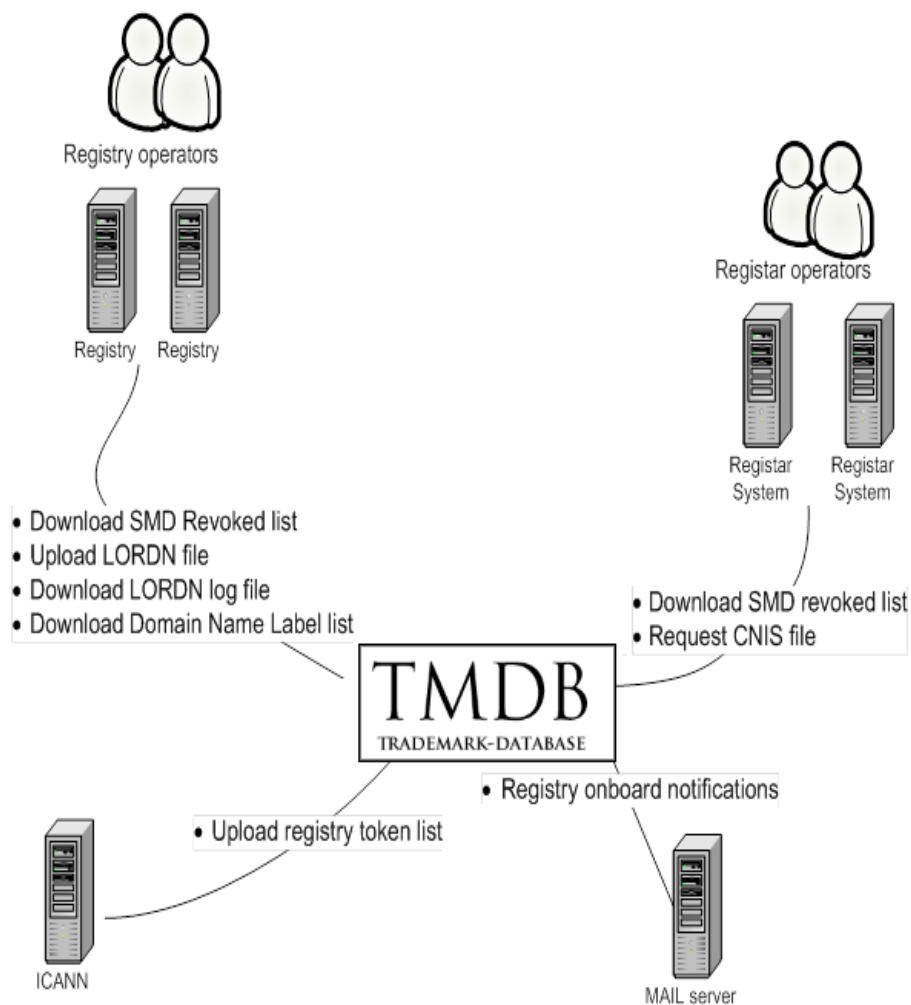 Registry operators
Registry Registry
Registar operators
Registar System
Registar System
• Download SMD Revoked list
• Upload LORDN file
• Download LORDN log file
• Download Domain Name Label list
• Download SMD revoked list
• Request CNIS file
TMDB
TRADEMARK-DATABASE
• Registry onboard notifications
• Upload registry token list
ICANN
MAIL server